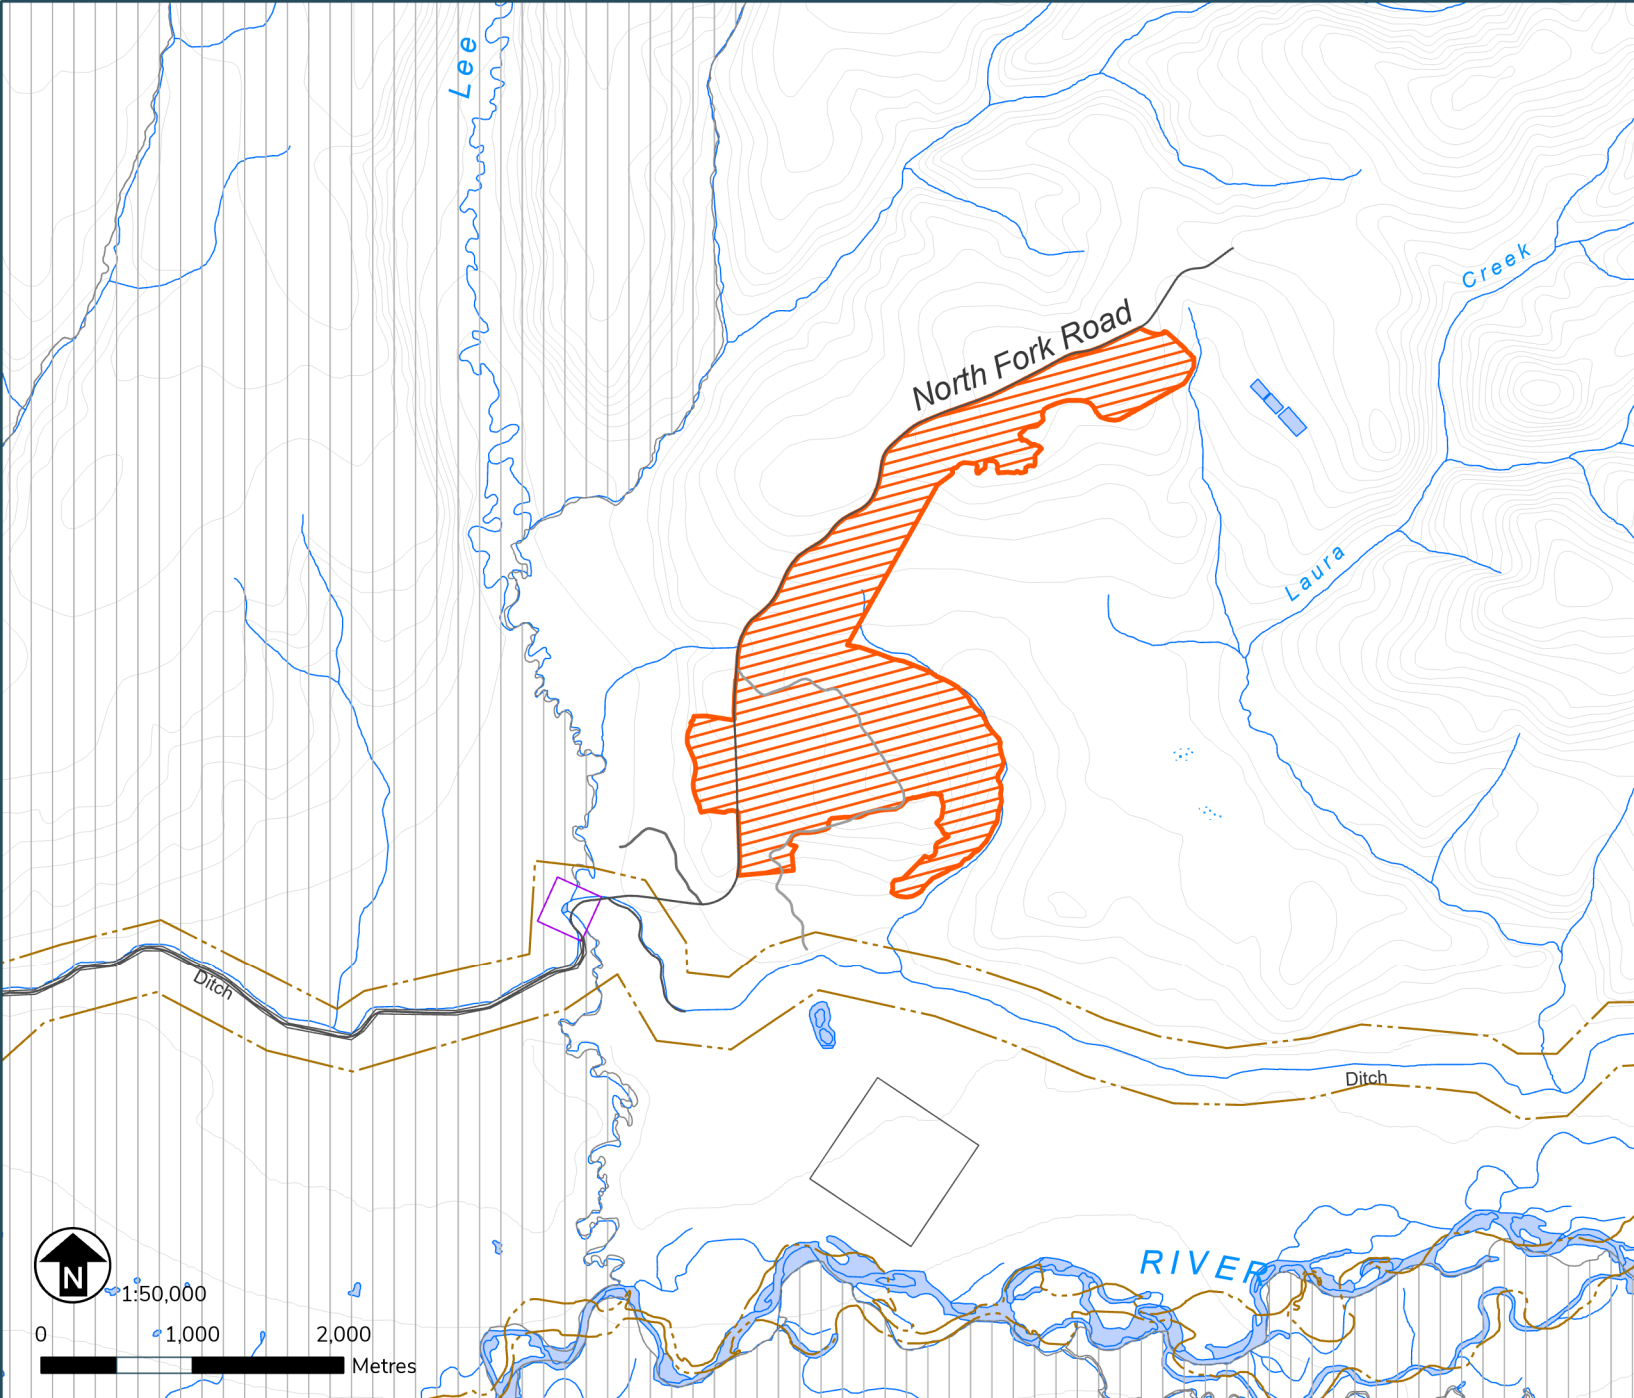 Lee
Creek
North Fork Road
Laura
Ditch
Ditch
RIVER
S
N
1:50,000
0 1,000 2,000
Metres